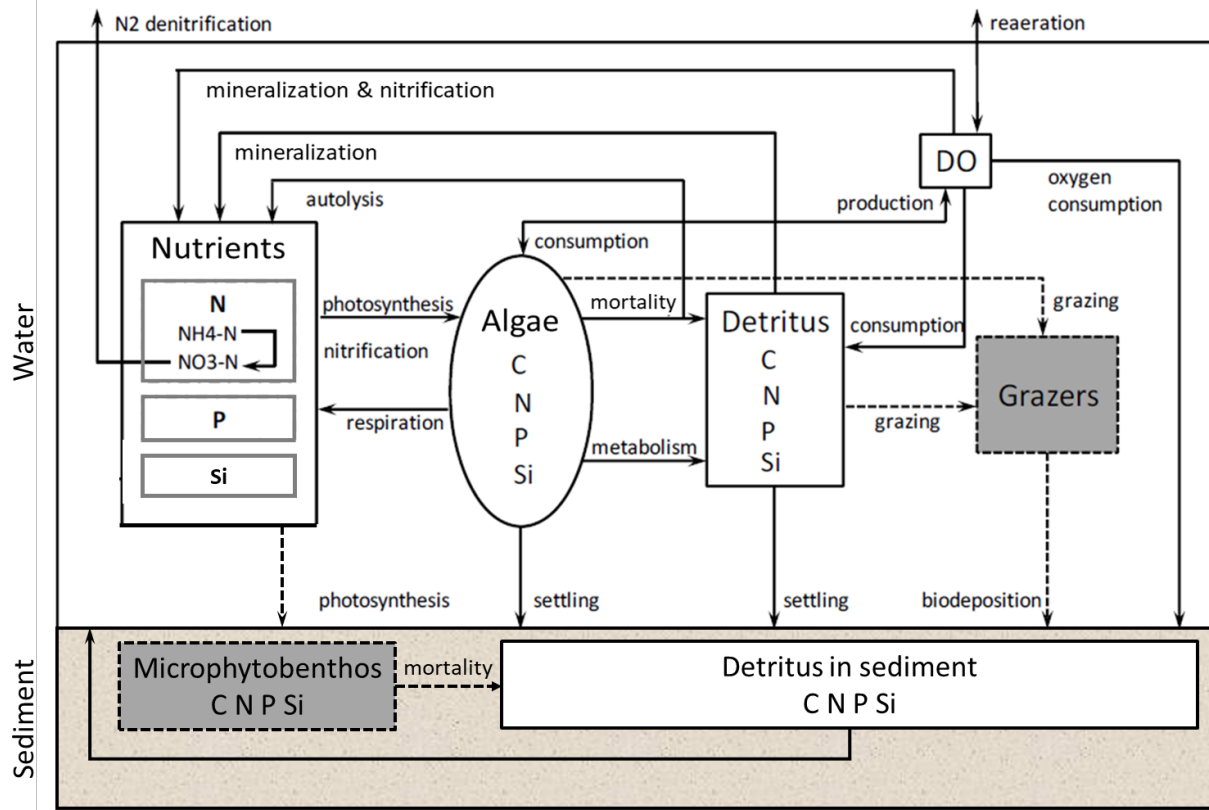 N2 denitrification
reaeration
mineralization & nitrification
mineralization
DO
oxygen
consumption
autolysis
production
Nutrients
consumption
N
NH4-N
NO3-N
photosynthesis
nitrification
Algae
C
N
P
Si
mortality
Detritus
C
N
P
Si
consumption
grazing
Grazers
P
respiration
grazing
metabolism
Si
Water
photosynthesis
settling
settling
biodeposition
Sediment
Microphytobenthos
C N P Si
mortality
Detritus in sediment
C N P Si